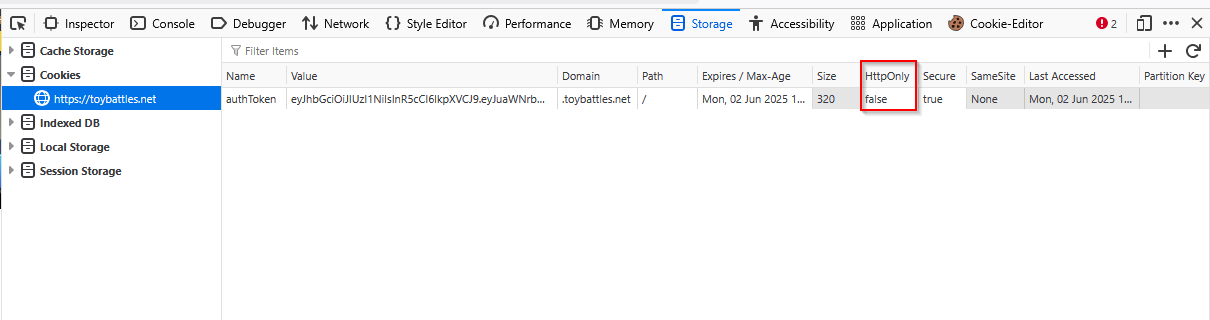 Inspector Console Debugger Network Style Editor Performance Memory Storage Accessibility Application Cookie-Editor 2
Cache Storage
Filter Items
Cookies
Name Value Domain Path Expires / Max-Age Size HttpOnly Secure SameSite Last Accessed Partition Key
https://toybattles.net
authToken eyJhbGciOiJIUzI1NiIsInR5cCI6IkpXVCJ9.eyJuaWNrb... .toybattles.net / Mon, 02 Jun 2025 1... 320 false true None Mon, 02 Jun 2025 1...
Indexed DB
Local Storage
Session Storage